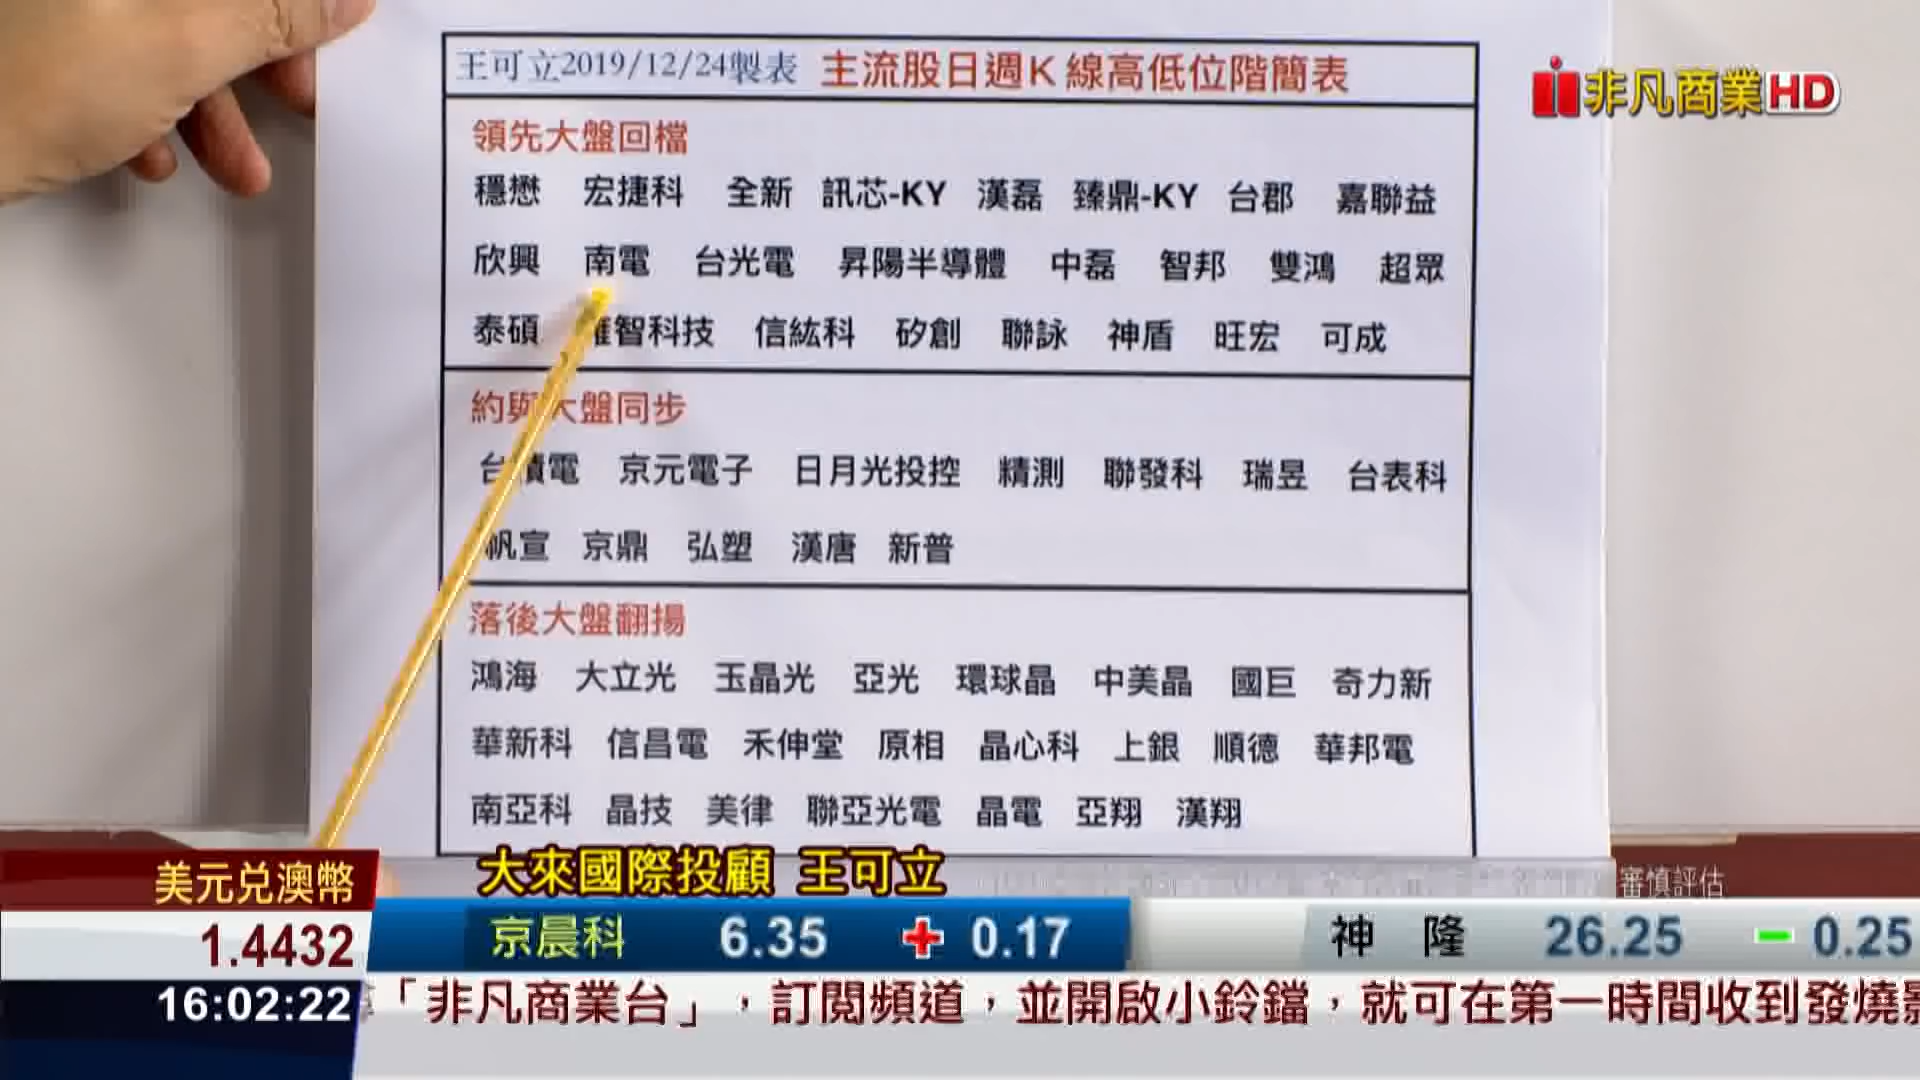 王可立2019/12/24製表 主流股日週K線高低位階簡表
非凡商業HD
領先大盤回檔
穩懋 宏捷科 全新 訊芯-KY 漢磊 臻鼎-KY 台郡 嘉聯益
欣興 南電 台光電 昇陽半導體 中磊 智邦 雙鴻 超眾
泰碩 智科技 信紘科 矽創 聯詠 神盾 旺宏 可成
約與大盤同步
台積電 京元電子 日月光投控 精測 聯發科 瑞昱 台表科
帆宣 京鼎 弘塑 漢唐 新普
落後大盤翻揚
鴻海 大立光 玉晶光 亞光 環球晶 中美晶 國巨 奇力新
華新科 信昌電 禾伸堂 原相 晶心科 上銀 順德 華邦電
南亞科 晶技 美律 聯亞光電 晶電 亞翔 漢翔
大來國際投顧 王可立
審慎評估
美元兌澳幣
1.4432
京晨科 6.35 + 0.17 神隆 26.25 - 0.25
16:02:22
「非凡商業台」，訂閱頻道，並開啟小鈴鐺，就可在第一時間收到發燒